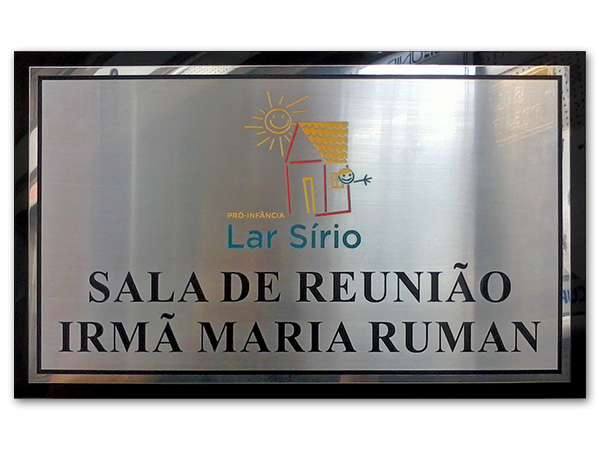 PRÓ-INFÂNCIA
Lar Sírio
SALA DE REUNIÃO
IRMÃ MARIA RUMAN